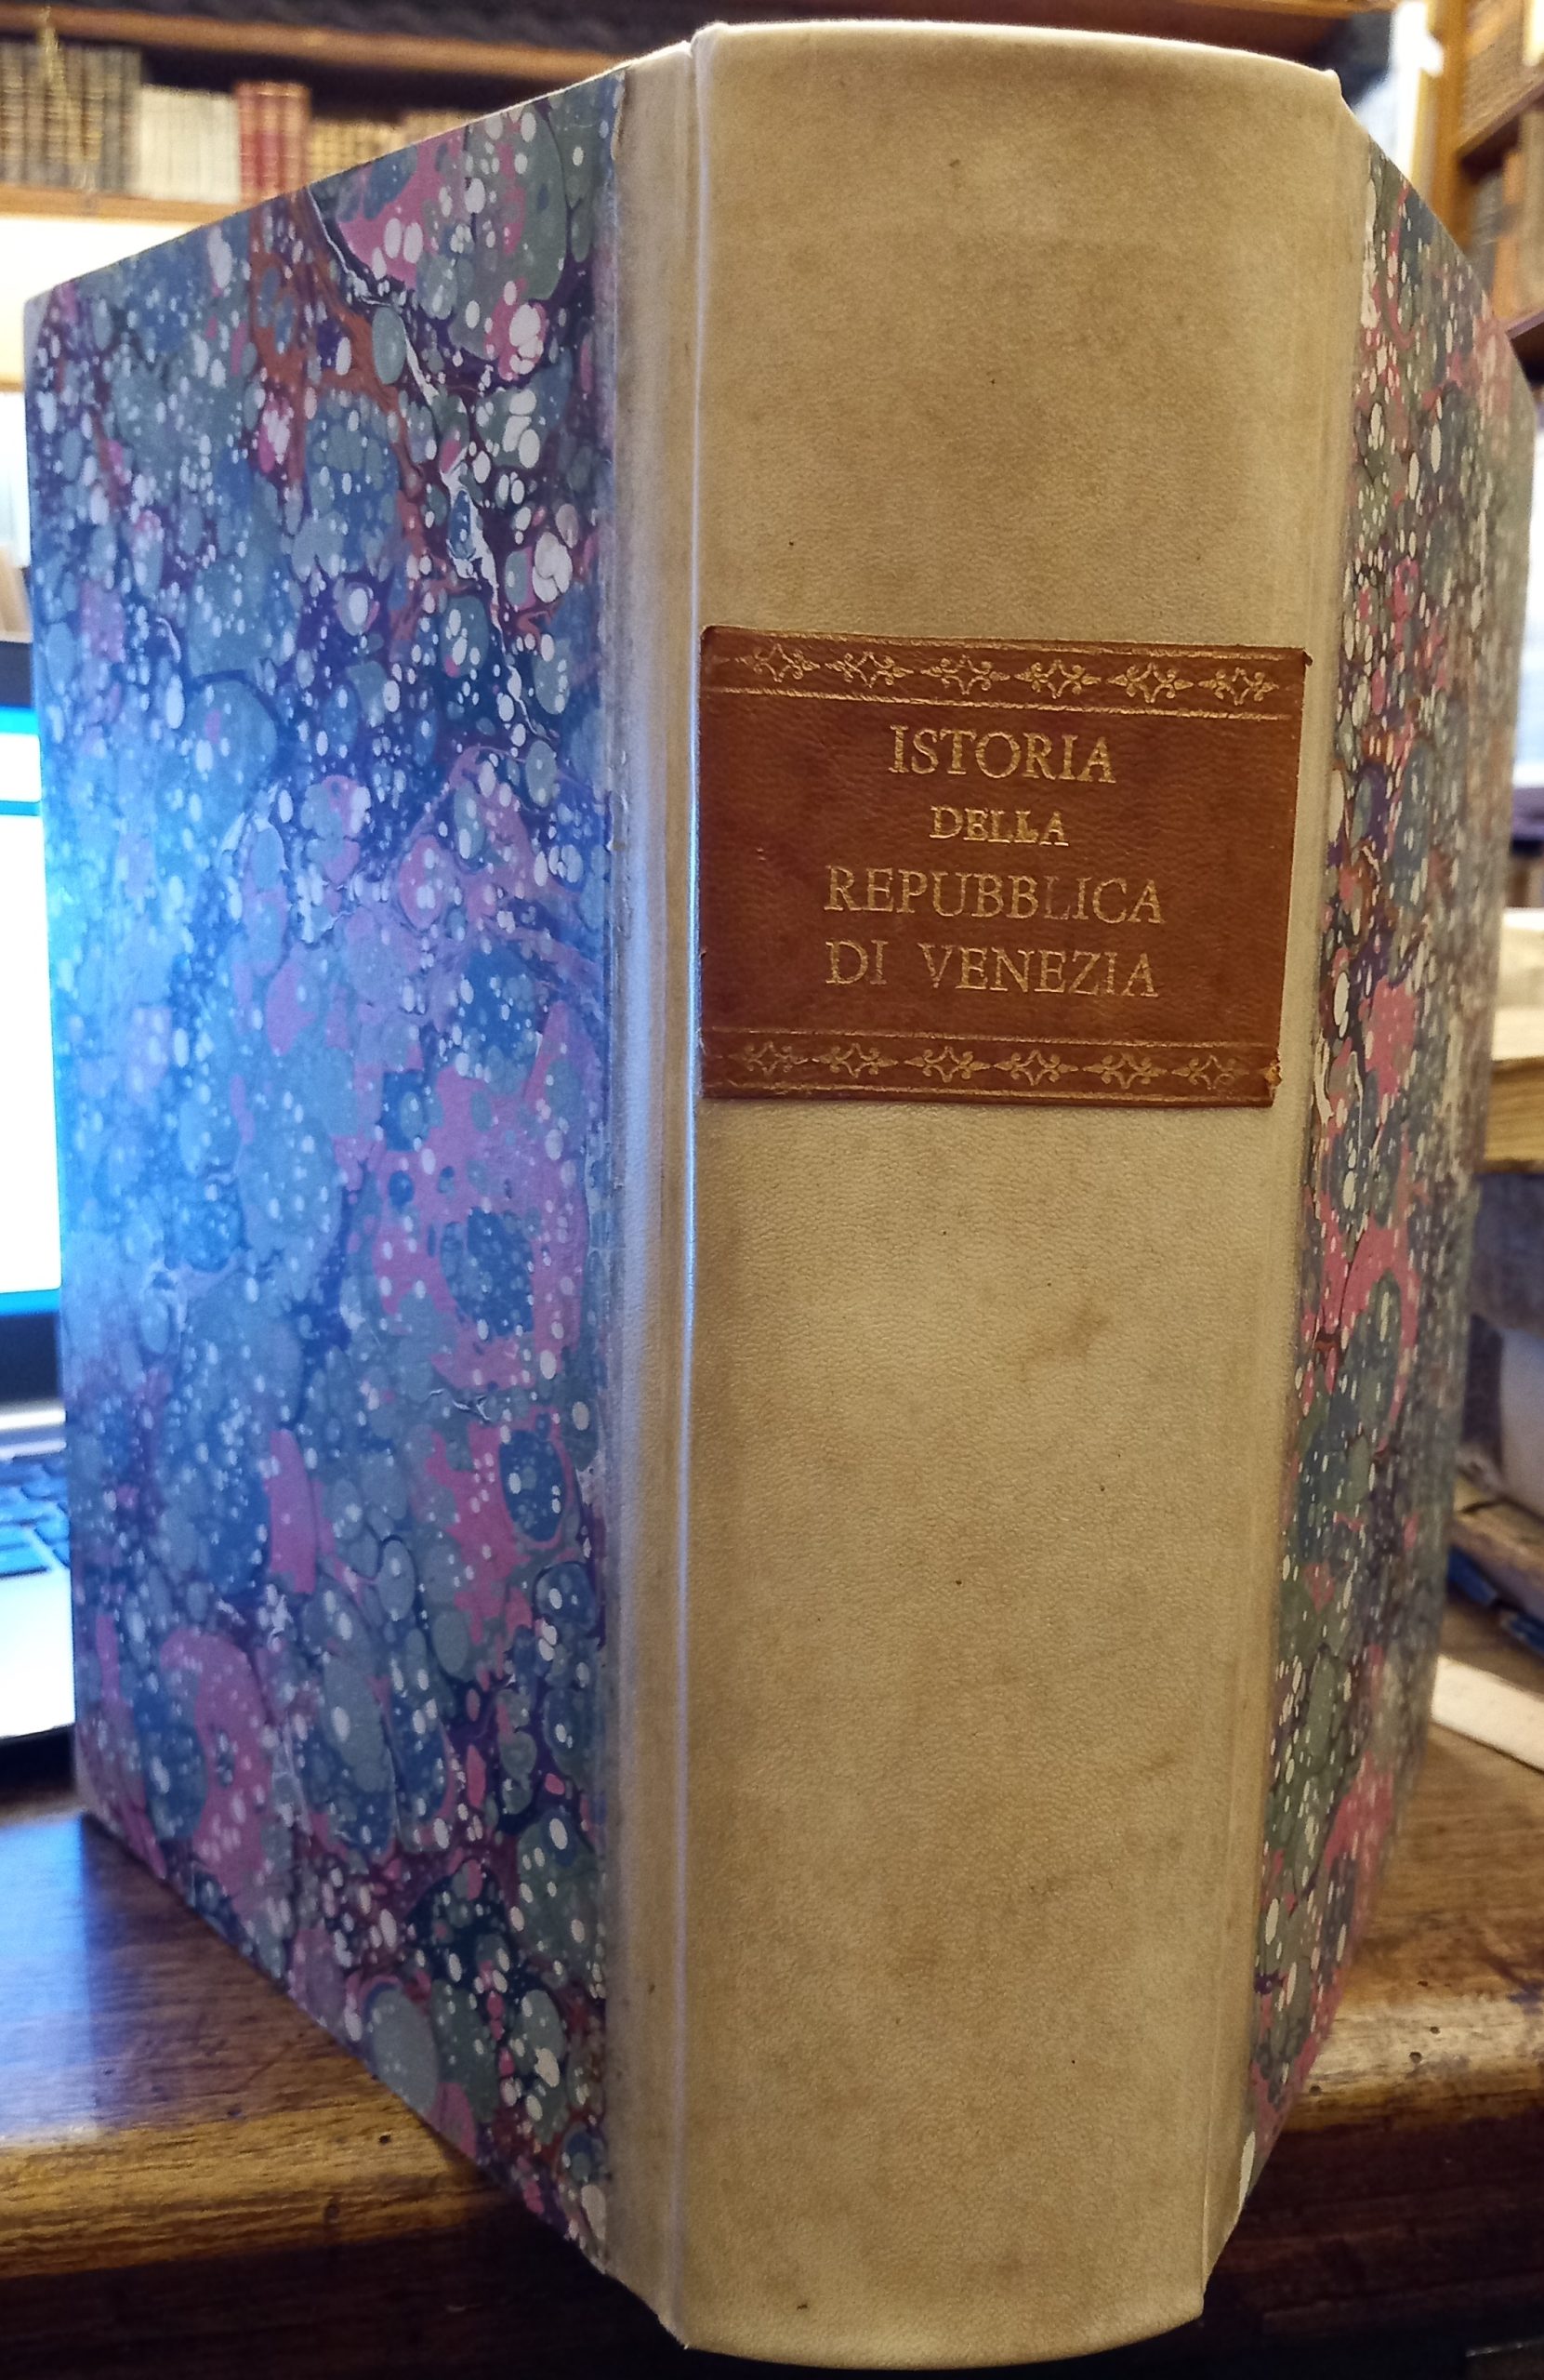 ISTORIA
DELLA
REPUBBLICA
DI VENEZIA